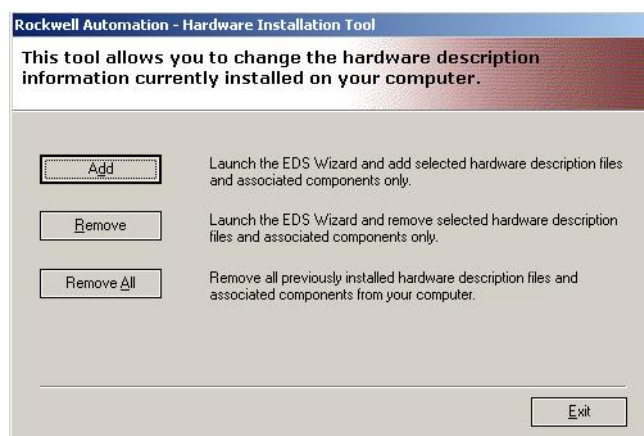 Rockwell Automation - Hardware Installation Tool
This tool allows you to change the hardware description
information currently installed on your computer.
Add
Launch the EDS Wizard and add selected hardware description files
and associated components only.
Remove
Launch the EDS Wizard and remove selected hardware description
files and associated components only.
Remove All
Remove all previously installed hardware description files and
associated components from your computer.
Exit